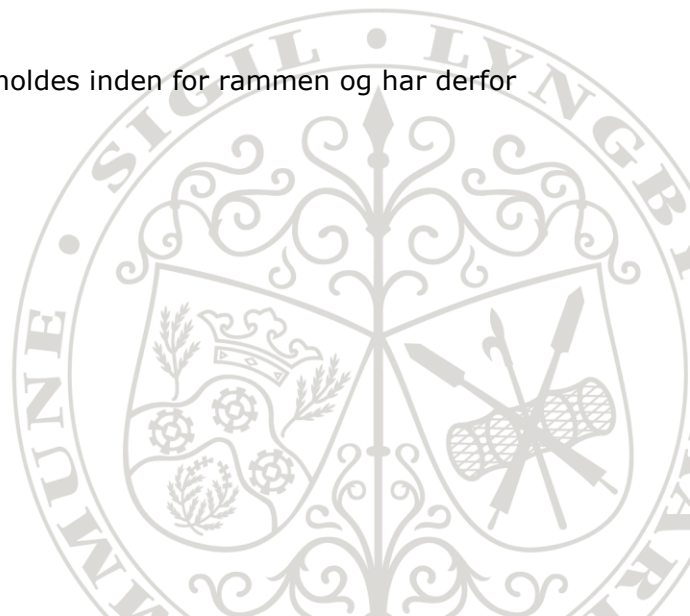 holdes inden for rammen og har derfor
SIGIL • LYNGBY
MMUNE •